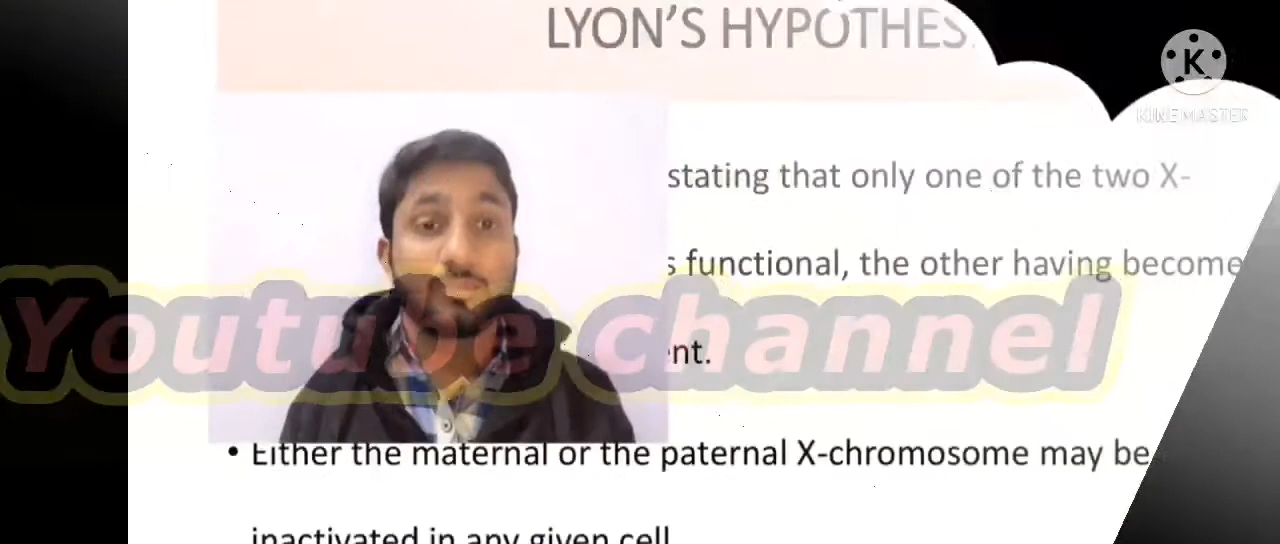 LYON'S HYPOTHES
K
KINEMASTER
stating that only one of the two X-
s functional, the other having become
Youtube channel
nt.
• Either the maternal or the paternal X-chromosome may be
inactivated in any given cell